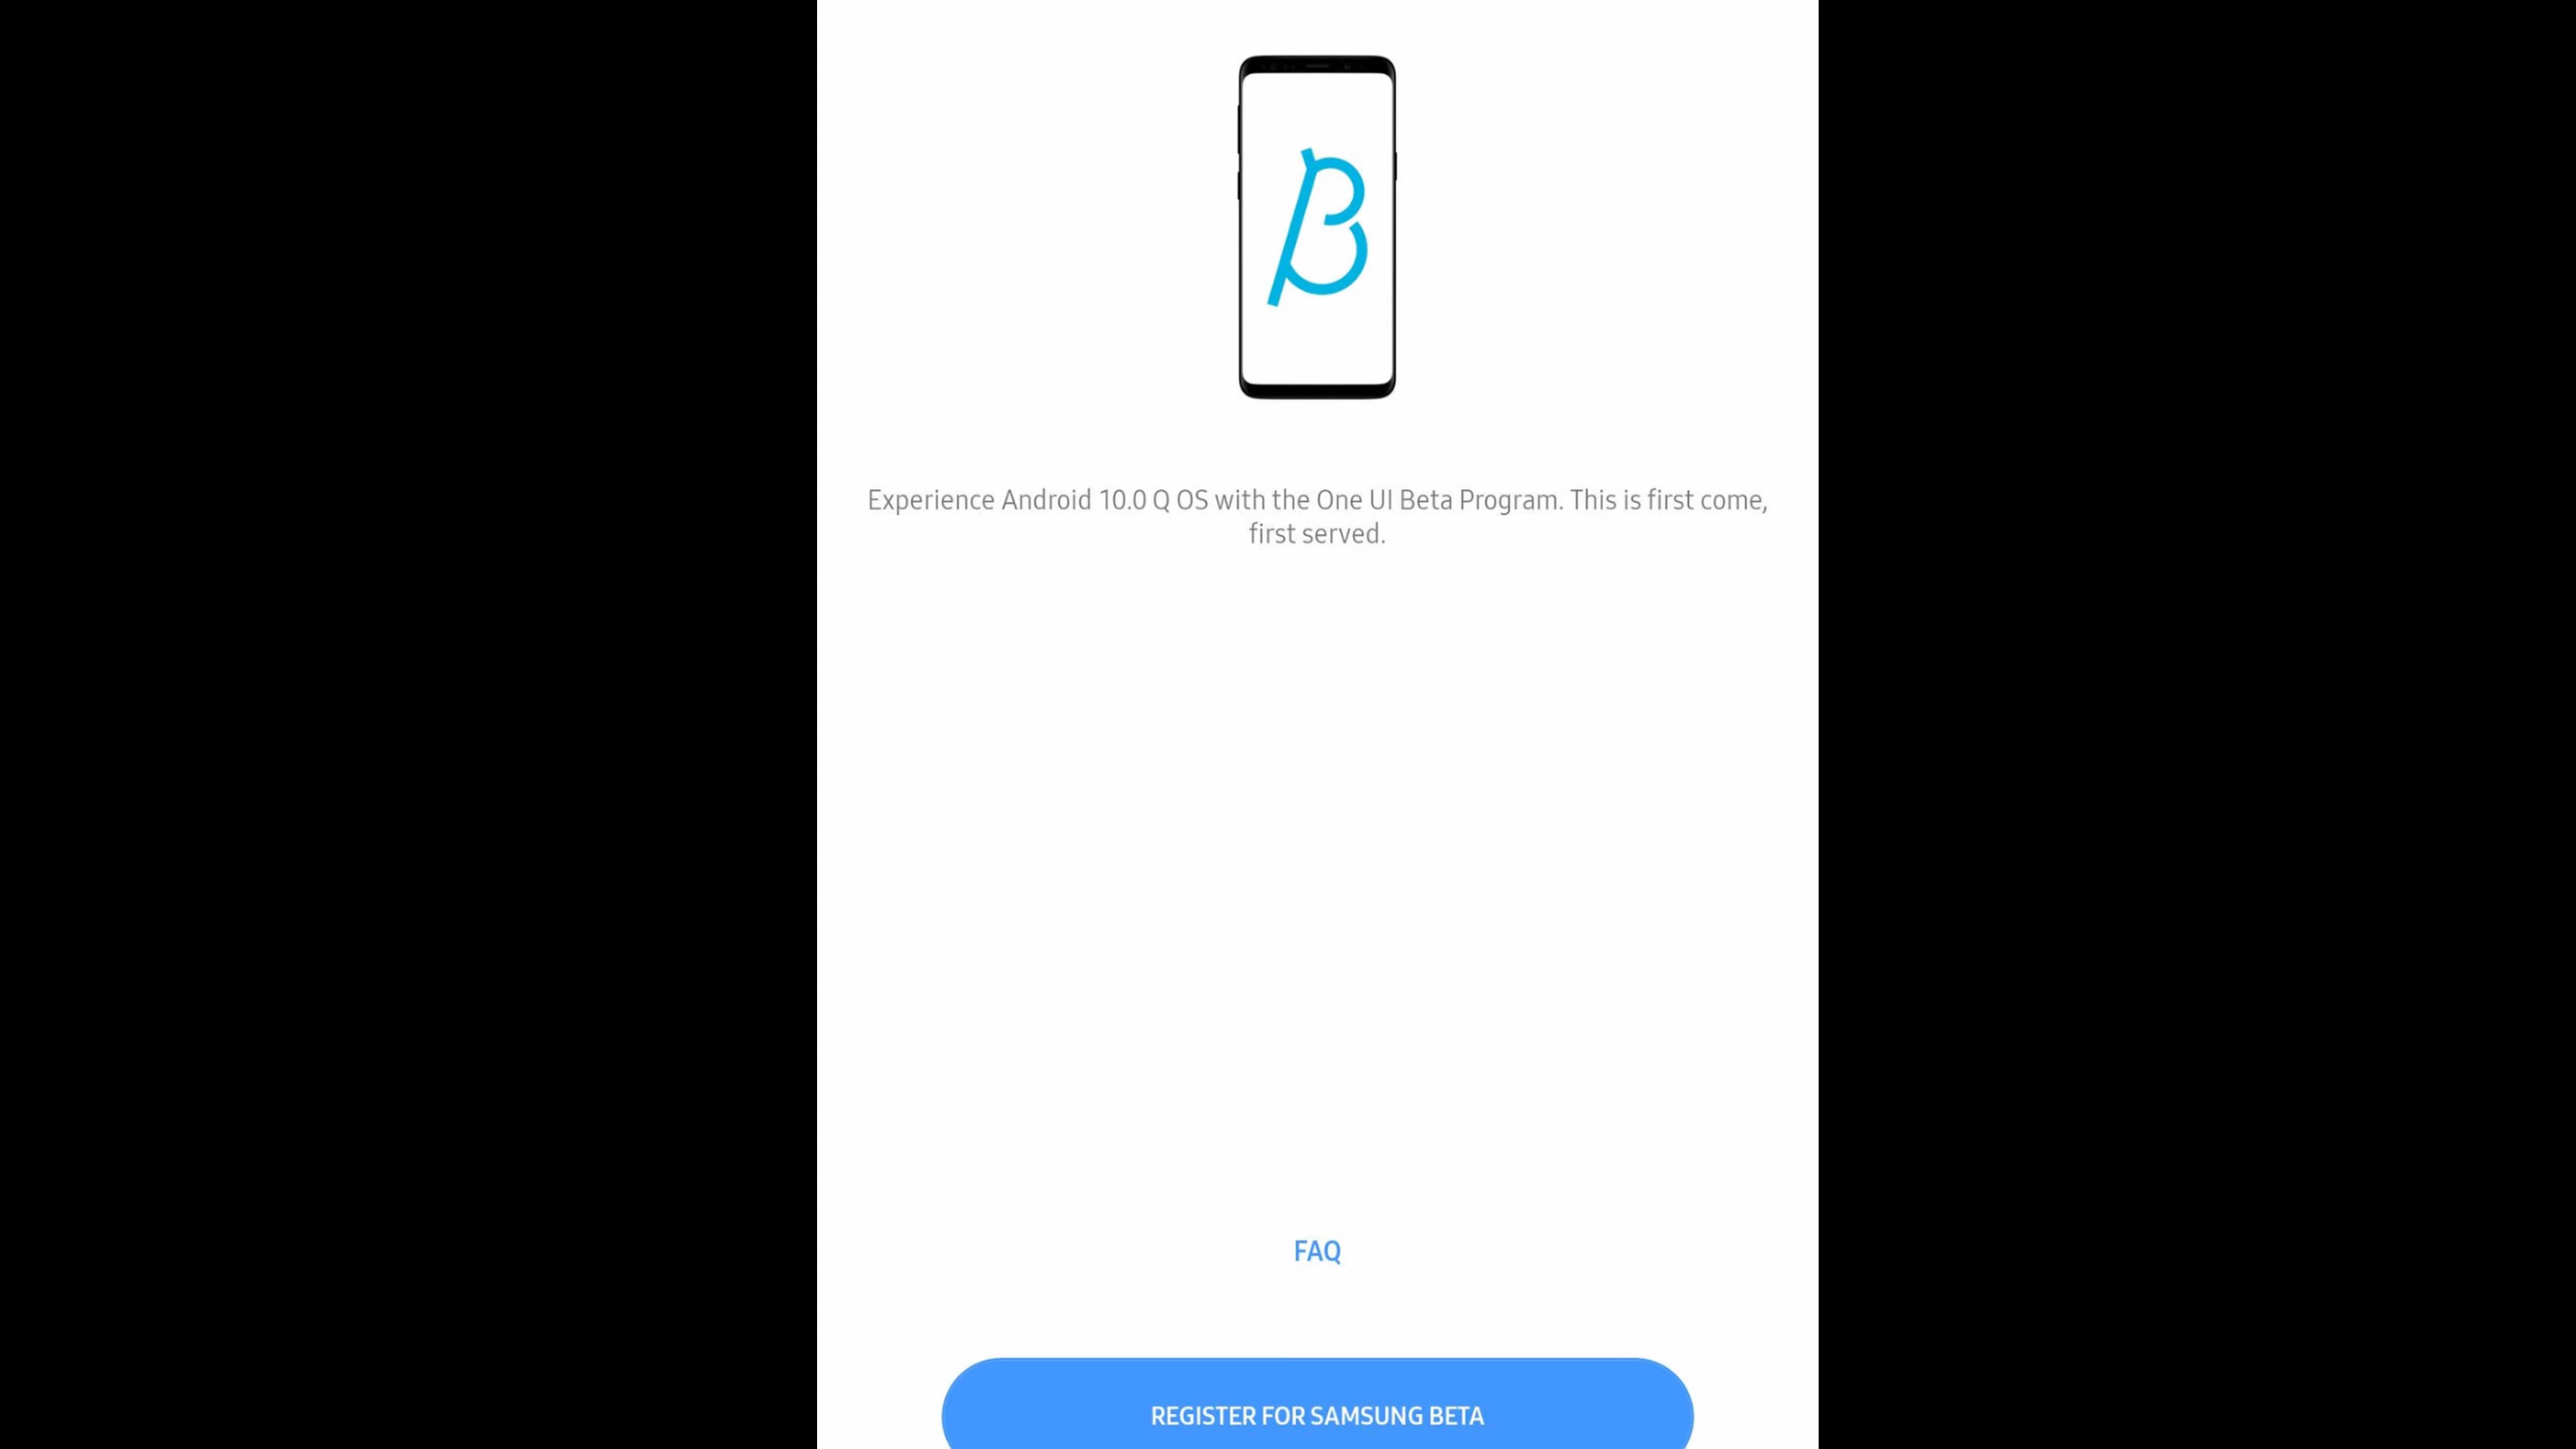 β
Experience Android 10.0 Q OS with the One UI Beta Program. This is first come,
first served.
FAQ
REGISTER FOR SAMSUNG BETA